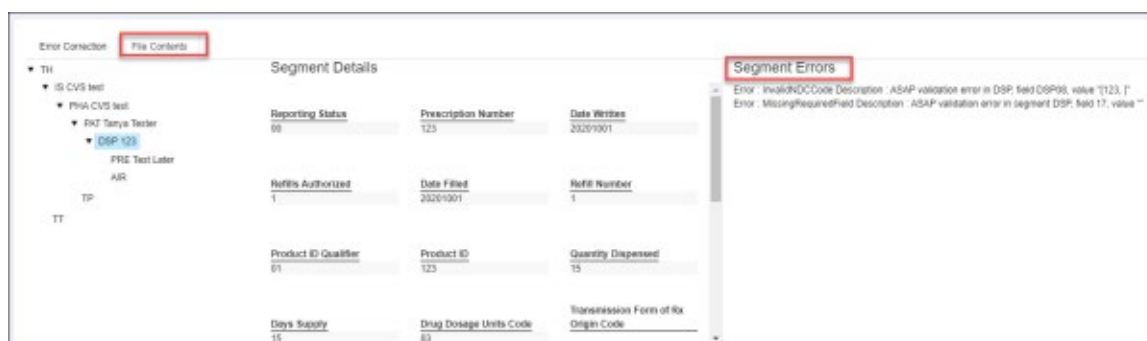 Error Correction File Contents
TH
IS CVS test
PHA CVS test
PAT Tanya Tester
DSP 123
PRE Test Later
AIR
TP
TT
Segment Details
Reporting Status Prescription Number Date Written
00 123 20201001
Refills Authorized Date Filled Refill Number
1 20201001 1
Product ID Qualifier Product ID Quantity Dispensed
01 123 15
Days Supply Drug Dosage Units Code Transmission Form of Rx
Origin Code
15 03
Segment Errors
Error : InvalidNDCCode Description : ASAP validation error in DSP, field DSP08, value "[123, ]"
Error : MissingRequiredField Description : ASAP validation error in segment DSP, field 17, value ""